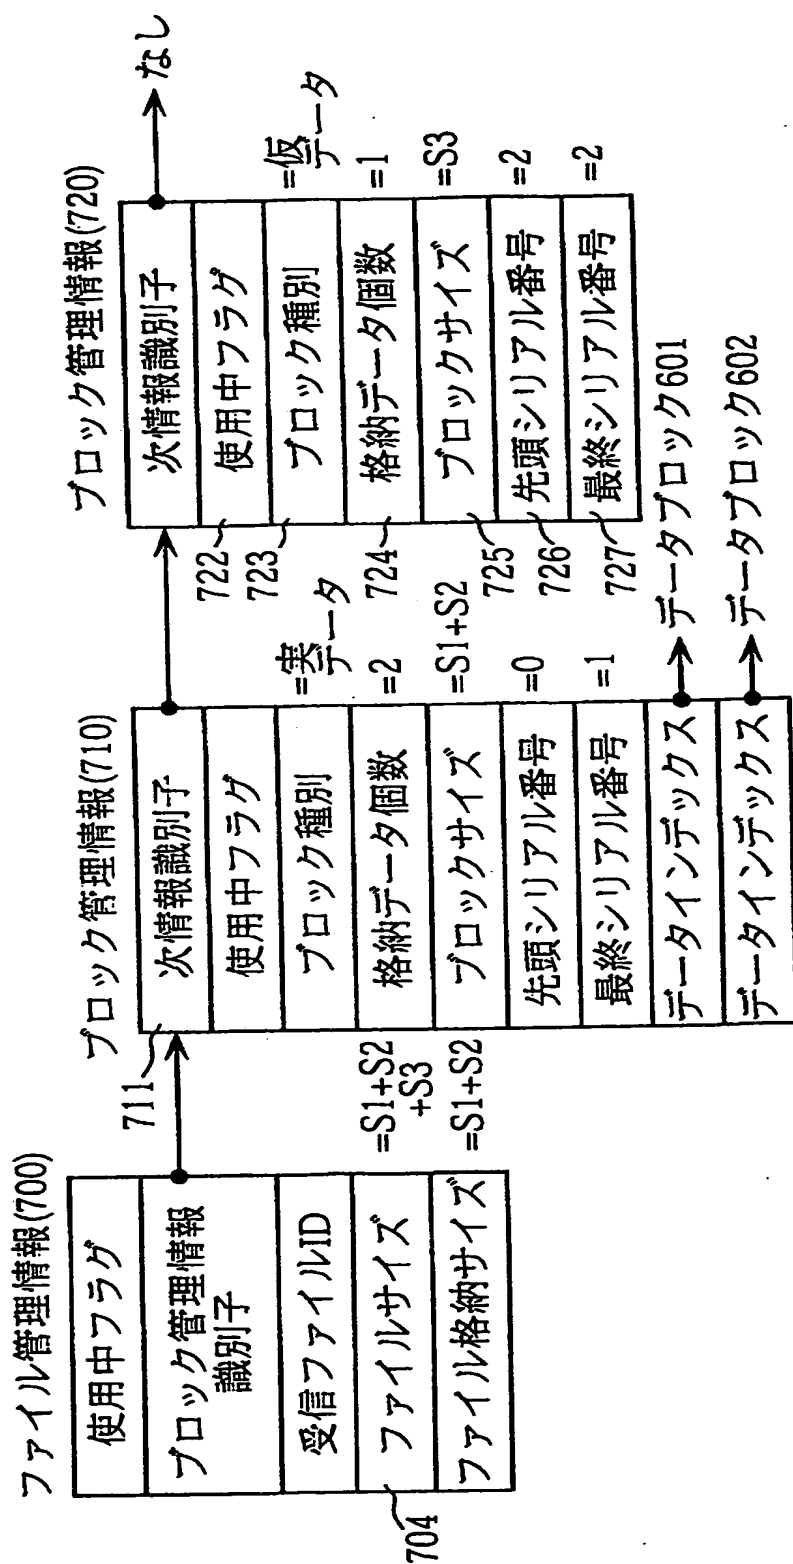 ファイル管理情報(700)
使用中フラグ
ブロック管理情報
識別子
受信ファイルID
ファイルサイズ
=S1+S2
+S3
ファイル格納サイズ
=S1+S2
704
ブロック管理情報(710)
711
次情報識別子
使用中フラグ
ブロック種別
=実
データ
格納データ個数
=2
ブロックサイズ
=S1+S2
先頭シリアル番号
=0
最終シリアル番号
=1
データインデックス
データブロック601
データインデックス
データブロック602
ブロック管理情報(720)
次情報識別子
なし
使用中フラグ
722
ブロック種別
=仮
データ
723
格納データ個数
=1
724
ブロックサイズ
=S3
725
先頭シリアル番号
=2
726
最終シリアル番号
=2
727